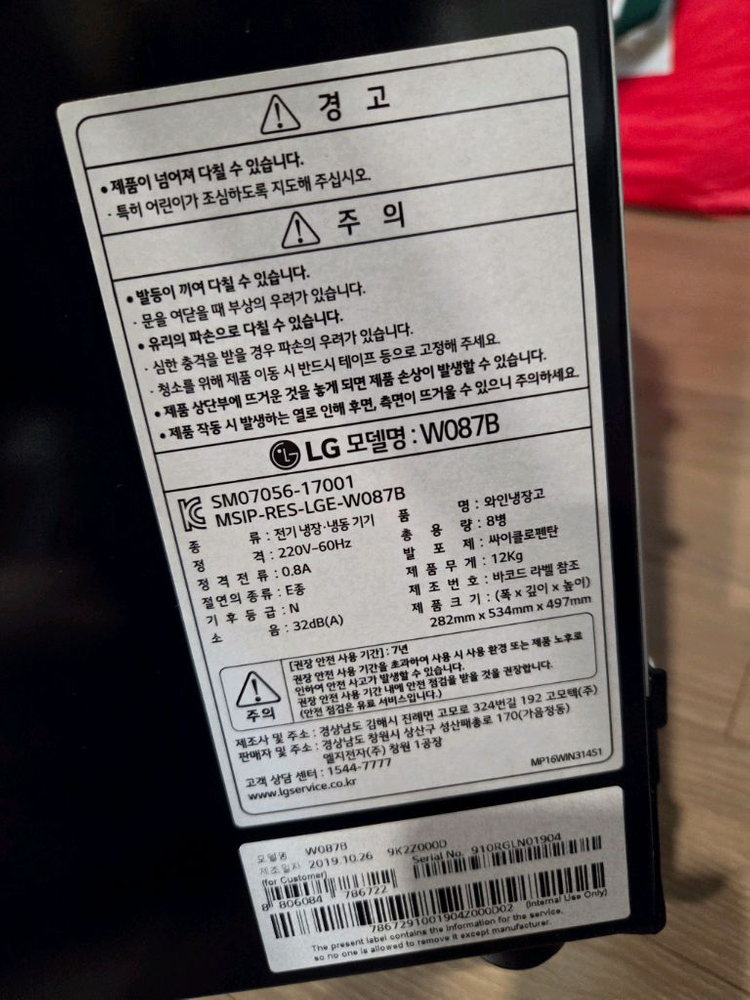 경 고
• 제품이 넘어져 다칠 수 있습니다.
· 특히 어린이가 조심하도록 지도해 주십시오.
주 의
• 발등이 끼여 다칠 수 있습니다.
· 문을 여닫을 때 부상의 우려가 있습니다.
• 유리의 파손으로 다칠 수 있습니다.
· 심한 충격을 받을 경우 파손의 우려가 있습니다.
· 청소를 위해 제품 이동 시 반드시 테이프 등으로 고정해 주세요.
• 제품 상단부에 뜨거운 것을 놓게 되면 제품 손상이 발생할 수 있습니다.
• 제품 작동 시 발생하는 열로 인해 후면, 측면이 뜨거울 수 있으니 주의하세요.
LG 모델명 : W087B
SM07056-17001
MSIP-RES-LGE-W087B
종 류 : 전기 냉장·냉동 기기 품 명 : 와인냉장고
정 격 : 220V~60Hz 총 용 량 : 8병
정 격 전 류 : 0.8A 발 포 제 : 싸이클로펜탄
절연의 종류 : E종 제 품 무 게 : 12Kg
기 후 등 급 : N 제 조 번 호 : 바코드 라벨 참조
소 음 : 32dB(A) 제 품 크 기 : (폭 x 깊이 x 높이)
282mm x 534mm x 497mm
주의
[권장 안전 사용 기간] : 7년
권장 안전 사용 기간을 초과하여 사용 시 사용 환경 또는 제품 노후로
인하여 안전 사고가 발생할 수 있습니다.
권장 안전 사용 기간 내에 안전 점검을 받을 것을 권장합니다.
(안전 점검은 유료 서비스입니다.)
제조사 및 주소 : 경상남도 김해시 진례면 고모로 324번길 192 고모텍(주)
판매자 및 주소 : 경상남도 창원시 성산구 성산패총로 170(가음정동)
엘지전자(주) 창원 1공장
고객 상담 센터 : 1544-7777
www.lgservice.co.kr
MP16WIN31451
모델명 W087B 9K2Z000D
제조일자 2019.10.26 Serial No. 910RGLN01904
(for Customer)
8 806084 786722
7867291001904Z000D02 (Internal Use Only)
The present label contains the information for the service.
so no one is allowed to remove it except manufacturer.